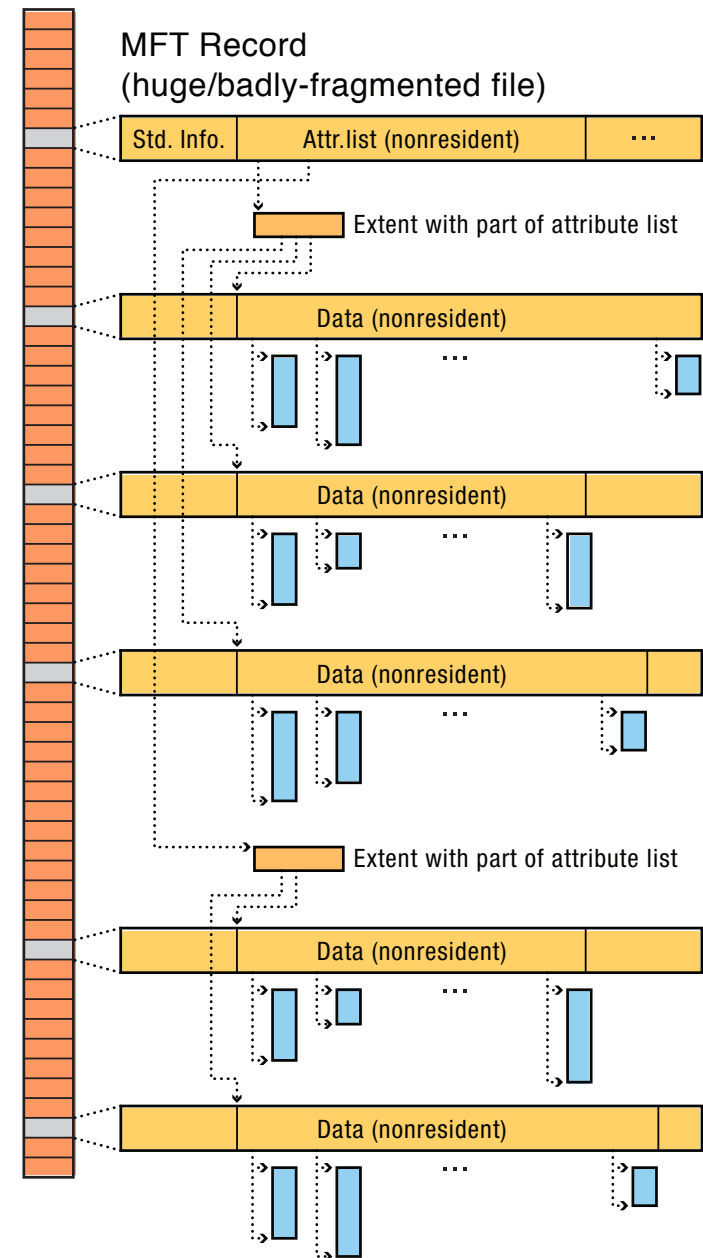 MFT Record
(huge/badly-fragmented file)
Std. Info. Attr.list (nonresident) ...
Extent with part of attribute list
Data (nonresident)
...
Data (nonresident)
...
Data (nonresident)
...
Extent with part of attribute list
Data (nonresident)
...
Data (nonresident)
...